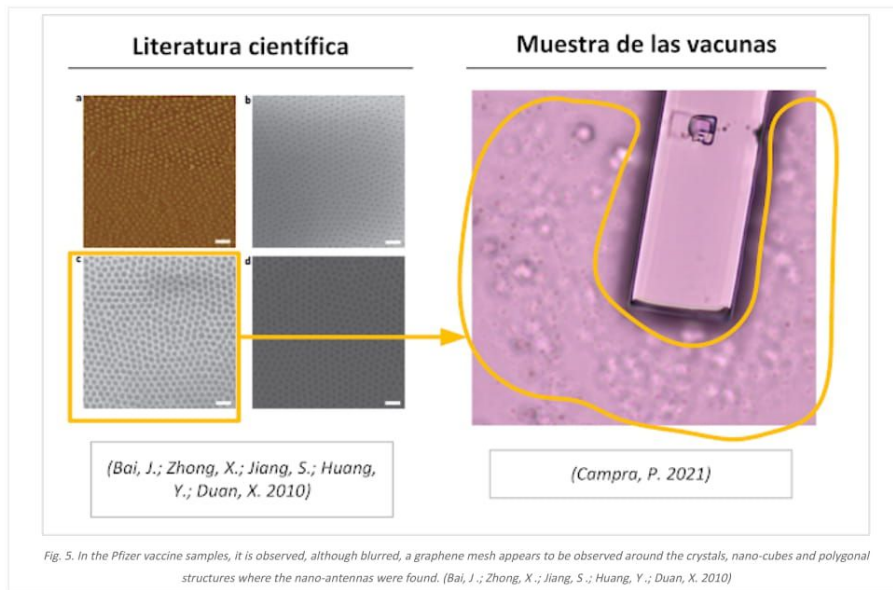 Literatura científica
Muestra de las vacunas
a
b
c
d
(Bai, J.; Zhong, X.; Jiang, S.; Huang,
Y.; Duan, X. 2010)
(Campra, P. 2021)
Fig. 5. In the Pfizer vaccine samples, it is observed, although blurred, a graphene mesh appears to be observed around the crystals, nano-cubes and polygonal
structures where the nano-antennas were found. (Bai, J .; Zhong, X .; Jiang, S .; Huang, Y .; Duan, X. 2010)